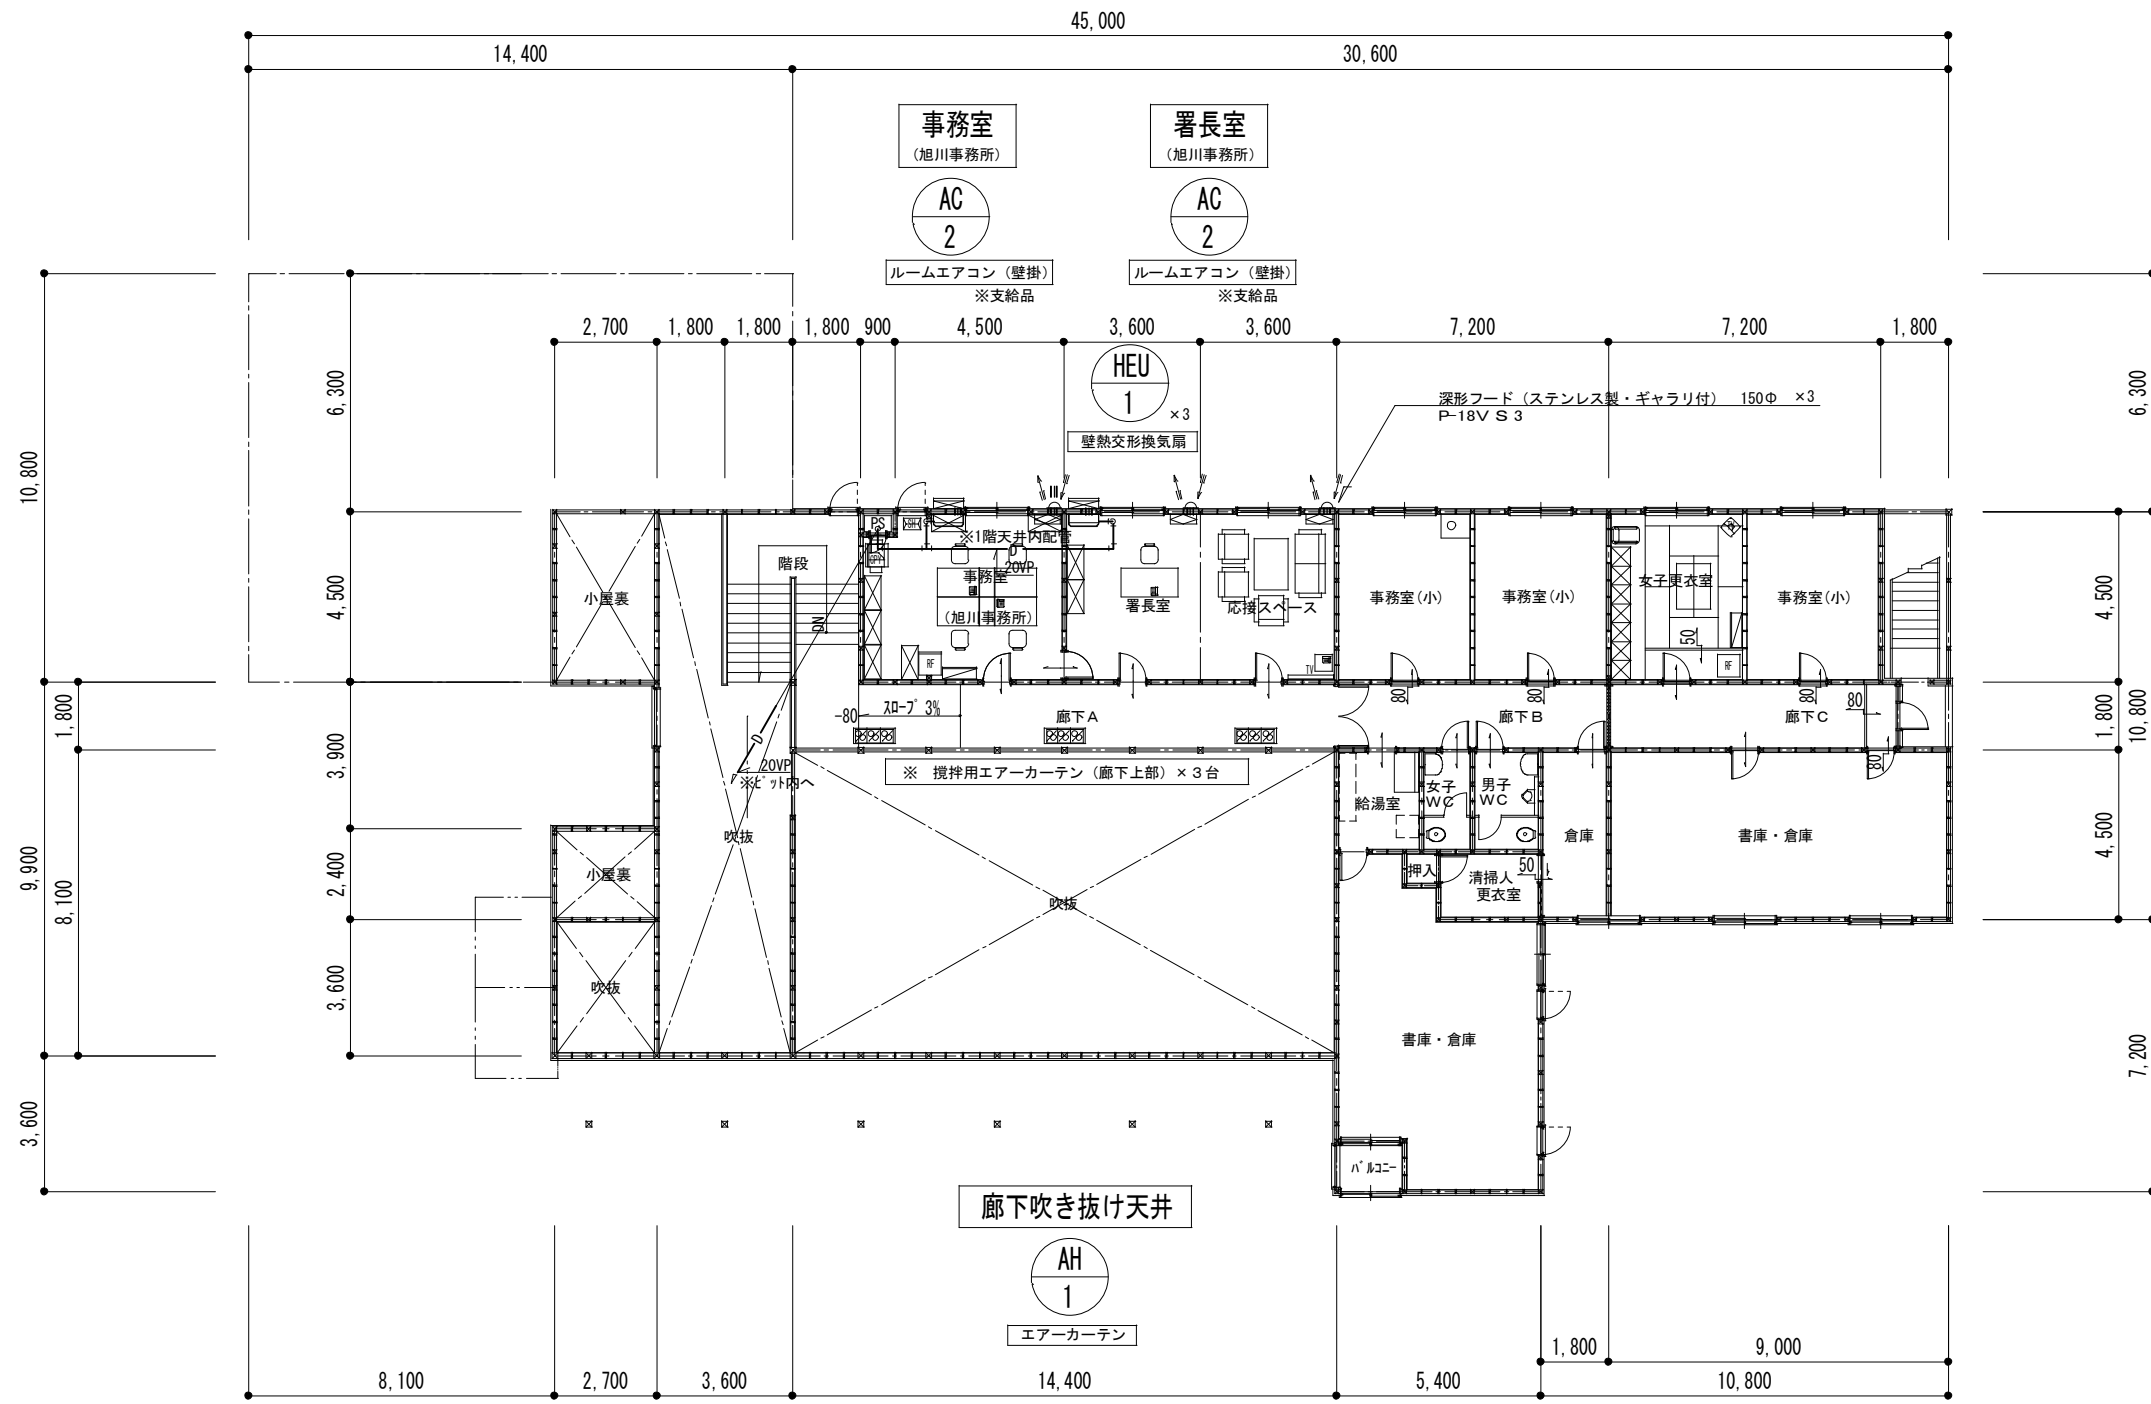 45,000
14,400
30,600
事務室
(旭川事務所)
署長室
(旭川事務所)
AC
2
AC
2
ルームエアコン（壁掛）
※支給品
ルームエアコン（壁掛）
※支給品
2,700
1,800
1,800
1,800
900
4,500
3,600
3,600
7,200
7,200
1,800
HEU
1
×3
壁熱交形換気扇
深形フード（ステンレス製・ギャラリ付） 150Φ ×3
P-18VS3
10,800
6,300
4,500
1,800
3,900
9,900
8,100
2,400
3,600
3,600
6,300
4,500
1,800
10,800
4,500
7,200
PS
※1階天井内配管
D
20VP
階段
DN
小屋裏
事務室
(旭川事務所)
RF
署長室
応接スペース
TV
事務室(小)
事務室(小)
女子更衣室
50
RF
事務室(小)
-80
スロープ 3%
廊下A
80
80
廊下B
80
廊下C
80
80
D
20VP
※ピット内へ
※ 撹拌用エアーカーテン（廊下上部）×3台
給湯室
女子
WC
男子
WC
倉庫
書庫・倉庫
吹抜
小屋裏
押入
清掃人
更衣室
50
吹抜
吹抜
書庫・倉庫
バルコニー
廊下吹き抜け天井
AH
1
エアーカーテン
1,800
9,000
8,100
2,700
3,600
14,400
5,400
10,800